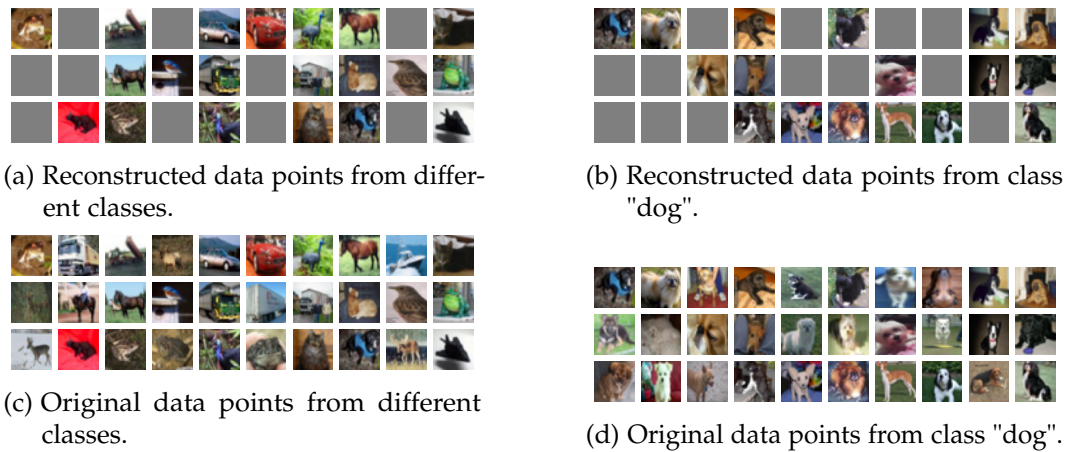 (a) Reconstructed data points from differ-
ent classes.
(b) Reconstructed data points from class
"dog".
(c) Original data points from different
classes.
(d) Original data points from class "dog".